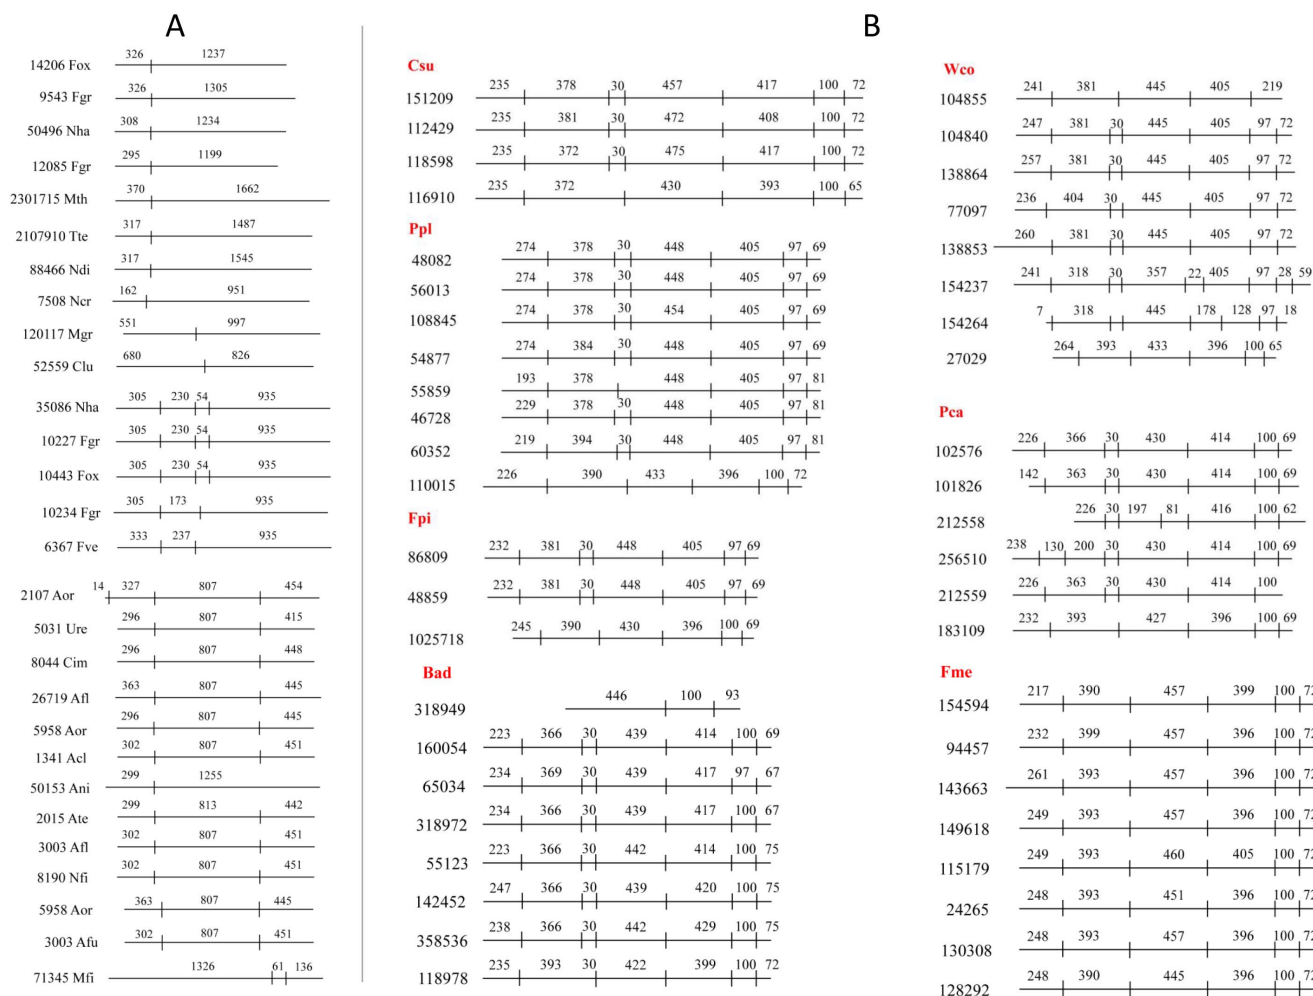 A
326 1237
14206 Fox
326 1305
9543 Fgr
308 1234
50496 Nha
295 1199
12085 Fgr
370 1662
2301715 Mth
317 1487
2107910 Tte
317 1545
88466 Ndi
162 951
7508 Ncr
551 997
120117 Mgr
680 826
52559 Clu
305 230 54 935
35086 Nha
305 230 54 935
10227 Fgr
305 230 54 935
10443 Fox
305 173 935
10234 Fgr
333 237 935
6367 Fve
14 327 807 454
2107 Aor
296 807 415
5031 Ure
296 807 448
8044 Cim
363 807 445
26719 Afl
296 807 445
5958 Aor
302 807 451
1341 Acl
299 1255
50153 Ani
299 813 442
2015 Ate
302 807 451
3003 Afl
302 807 451
8190 Nfi
363 807 445
5958 Aor
302 807 451
3003 Afu
1326 61 136
71345 Mfi
B
Csu
235 378 30 457 417 100 72
151209
235 381 30 472 408 100 72
112429
235 372 30 475 417 100 72
118598
235 372 430 393 100 65
116910
Ppl
274 378 30 448 405 97 69
48082
274 378 30 448 405 97 69
56013
274 378 30 454 405 97 69
108845
274 384 30 448 405 97 69
54877
193 378 448 405 97 81
55859
229 378 30 448 405 97 81
46728
219 394 30 448 405 97 81
60352
226 390 433 396 100 72
110015
Fpi
232 381 30 448 405 97 69
86809
232 381 30 448 405 97 69
48859
245 390 430 396 100 69
1025718
Bad
446 100 93
318949
223 366 30 439 414 100 69
160054
234 369 30 439 417 97 67
65034
234 366 30 439 417 100 67
318972
223 366 30 442 414 100 75
55123
247 366 30 439 420 100 75
142452
238 366 30 442 429 100 75
358536
235 393 30 422 399 100 72
118978
Wco
241 381 445 405 219
104855
247 381 30 445 405 97 72
104840
257 381 30 445 405 97 72
138864
236 404 30 445 405 97 72
77097
260 381 30 445 405 97 72
138853
241 318 30 357 22 405 97 28 59
154237
7 318 445 178 128 97 18
154264
264 393 433 396 100 65
27029
Pca
226 366 30 430 414 100 69
102576
142 363 30 430 414 100 69
101826
226 30 197 81 416 100 62
212558
238 130 200 30 430 414 100 69
256510
226 363 30 430 414 100
212559
232 393 427 396 100 69
183109
Fme
217 390 457 399 100 72
154594
232 399 457 396 100 72
94457
261 393 457 396 100 72
143663
249 393 457 396 100 72
149618
249 393 460 405 100 72
115179
248 393 451 396 100 72
24265
248 393 457 396 100 72
130308
248 390 445 396 100 72
128292